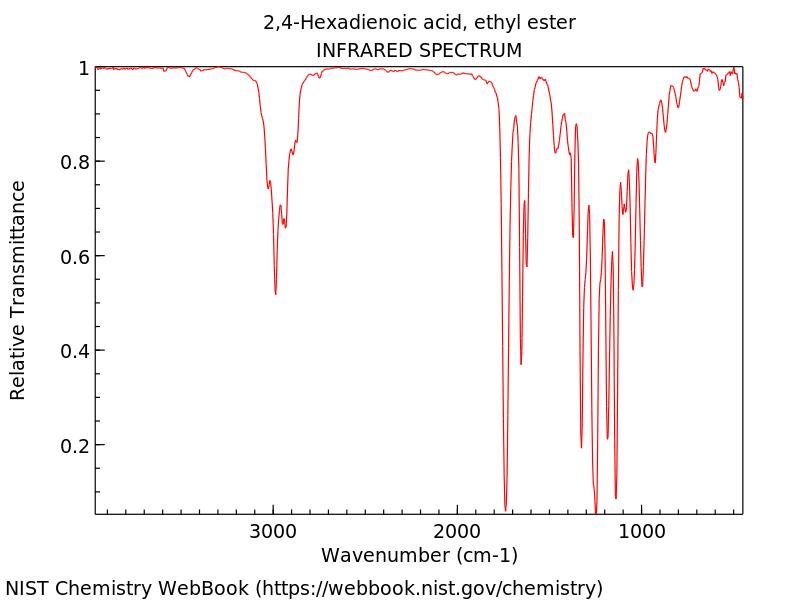 2,4-Hexadienoic acid, ethyl ester
INFRARED SPECTRUM
1
0.8
0.6
0.4
0.2
Relative Transmittance
3000 2000 1000
Wavenumber (cm-1)
NIST Chemistry WebBook (https://webbook.nist.gov/chemistry)